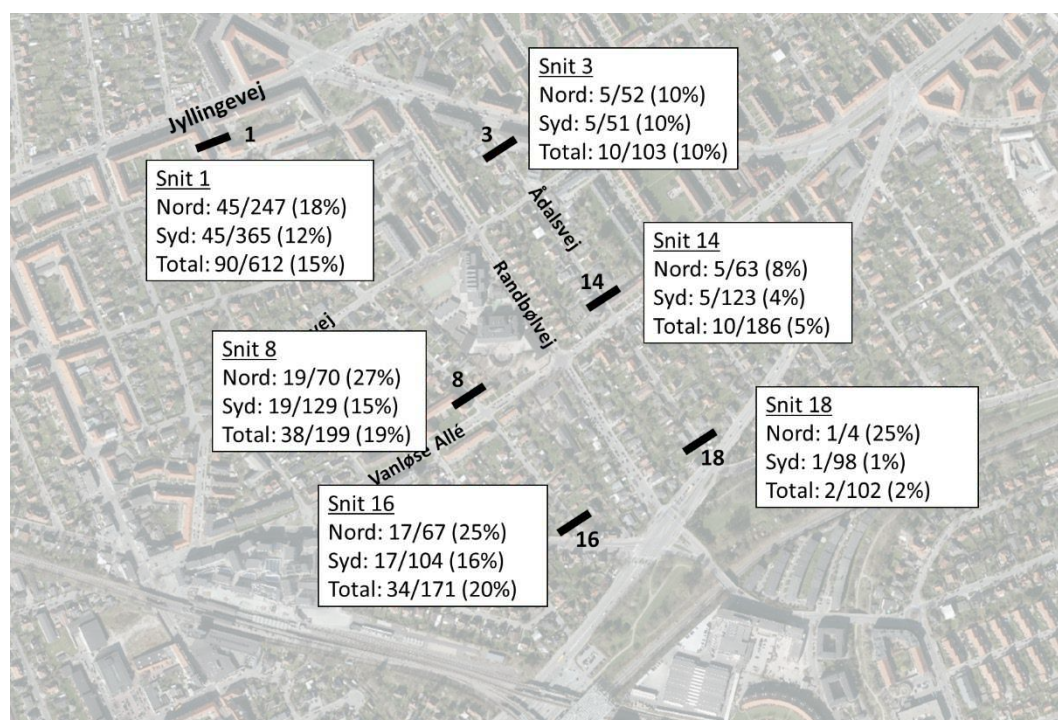 Jyllingevej
1
Snit 1
Nord: 45/247 (18%)
Syd: 45/365 (12%)
Total: 90/612 (15%)
3
Snit 3
Nord: 5/52 (10%)
Syd: 5/51 (10%)
Total: 10/103 (10%)
Ådalsvej
14
Snit 14
Nord: 5/63 (8%)
Syd: 5/123 (4%)
Total: 10/186 (5%)
Randbølvej
vej
8
Snit 8
Nord: 19/70 (27%)
Syd: 19/129 (15%)
Total: 38/199 (19%)
Vanløse Allé
18
Snit 18
Nord: 1/4 (25%)
Syd: 1/98 (1%)
Total: 2/102 (2%)
16
Snit 16
Nord: 17/67 (25%)
Syd: 17/104 (16%)
Total: 34/171 (20%)